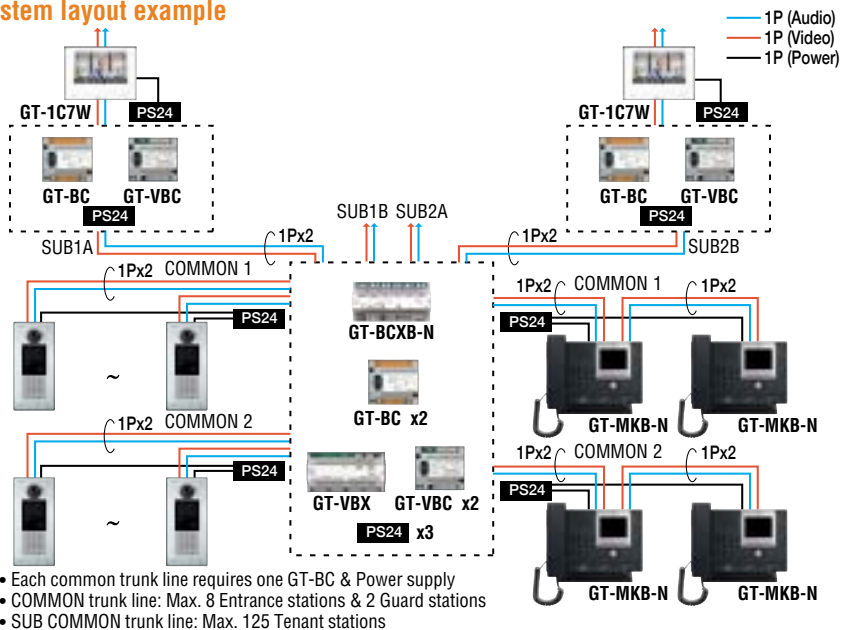 stem layout example
1P (Audio)
1P (Video)
1P (Power)
GT-1C7W PS24
GT-1C7W PS24
GT-BC GT-VBC
PS24
GT-BC GT-VBC
PS24
SUB1A
1Px2
SUB1B SUB2A
1Px2
SUB2B
1Px2 COMMON 1
PS24
GT-BCXB-N
GT-BC x2
GT-VBX GT-VBC x2
PS24 x3
1Px2 COMMON 1 1Px2
PS24
GT-MKB-N GT-MKB-N
~
1Px2 COMMON 2
PS24
~
1Px2 COMMON 2 1Px2
PS24
GT-MKB-N GT-MKB-N
• Each common trunk line requires one GT-BC & Power supply
• COMMON trunk line: Max. 8 Entrance stations & 2 Guard stations
• SUB COMMON trunk line: Max. 125 Tenant stations